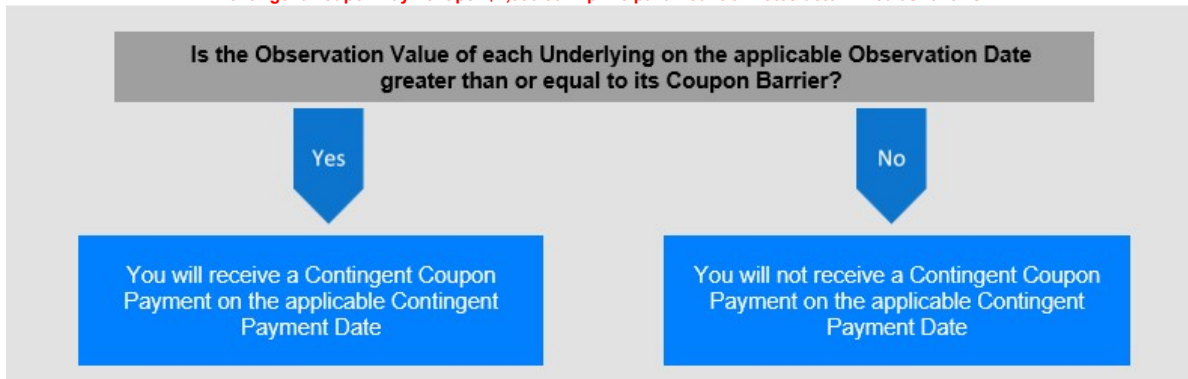 Is the Observation Value of each Underlying on the applicable Observation Date
greater than or equal to its Coupon Barrier?
Yes
No
You will receive a Contingent Coupon
Payment on the applicable Contingent
Payment Date
You will not receive a Contingent Coupon
Payment on the applicable Contingent
Payment Date